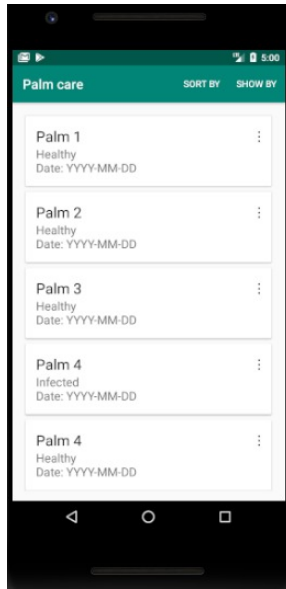 5:00
Palm care SORT BY SHOW BY
Palm 1
Healthy
Date: YYYY-MM-DD
Palm 2
Healthy
Date: YYYY-MM-DD
Palm 3
Healthy
Date: YYYY-MM-DD
Palm 4
Infected
Date: YYYY-MM-DD
Palm 4
Healthy
Date: YYYY-MM-DD